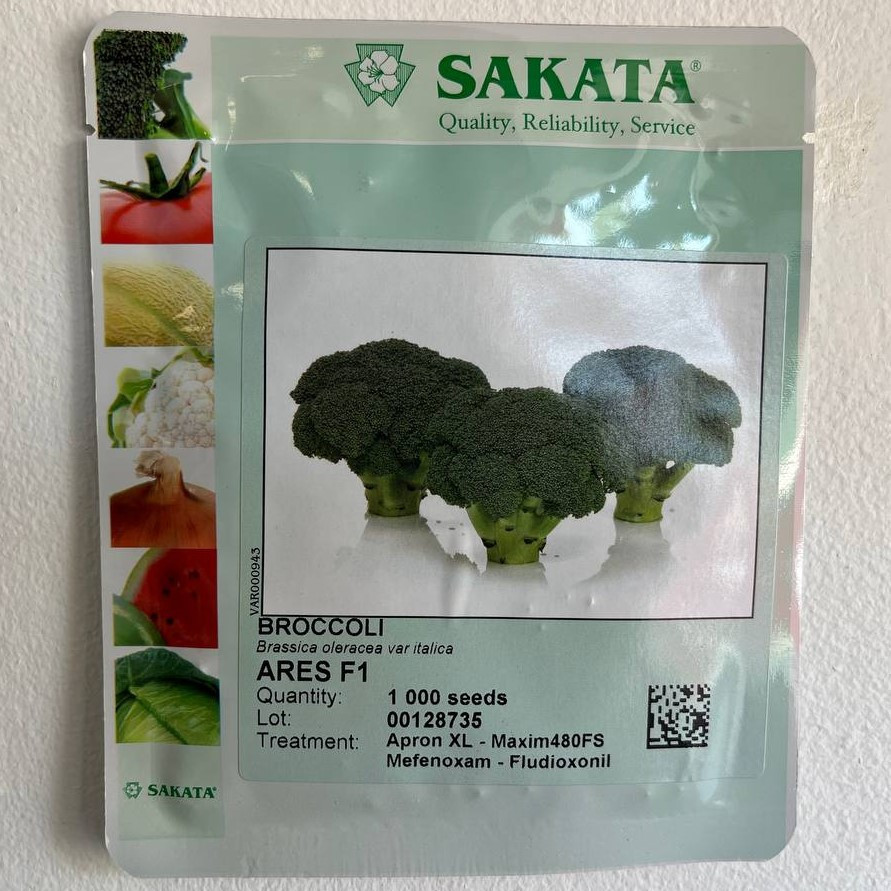 SAKATA®
Quality, Reliability, Service
VAR000943
BROCCOLI
Brassica oleracea var italica
ARES F1
Quantity: 1 000 seeds
Lot: 00128735
Treatment: Apron XL - Maxim480FS
Mefenoxam - Fludioxonil
SAKATA®